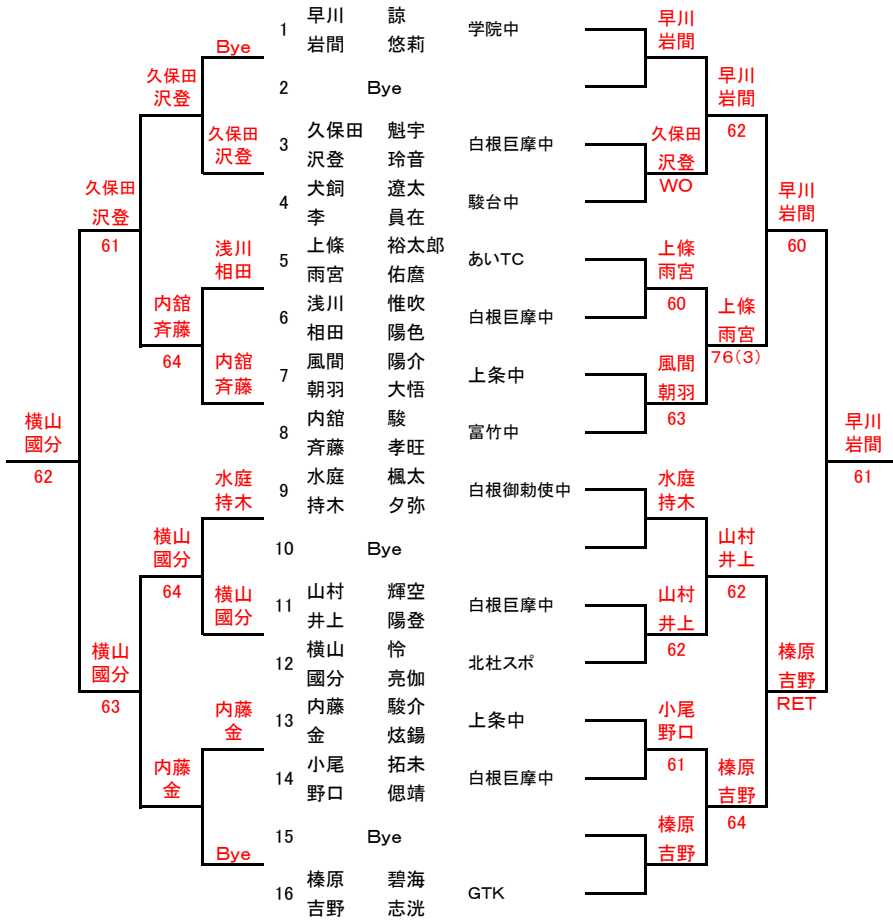 早川 諒
岩間 悠莉
1 学院中
2 Bye
久保田 魁宇
沢登 玲音
3 白根巨摩中
犬飼 遼太
李 員在
4 駿台中
上條 裕太郎
雨宮 佑麿
5 あいTC
浅川 惟吹
相田 陽色
6 白根巨摩中
風間 陽介
朝羽 大悟
7 上条中
内舘 駿
斉藤 孝旺
8 富竹中
水庭 楓太
持木 夕弥
9 白根御勅使中
10 Bye
山村 輝空
井上 陽登
11 白根巨摩中
横山 怜
國分 亮伽
12 北杜スポ
内藤 駿介
金 炫錫
13 上条中
小尾 拓未
野口 偲靖
14 白根巨摩中
15 Bye
榛原 碧海
吉野 志洸
16 GTK
Bye
久保田
沢登
浅川
相田
内舘
斉藤
水庭
持木
横山
國分
内藤
金
Bye
久保田
沢登
内舘
斉藤
64
横山
國分
64
内藤
金
久保田
沢登
61
横山
國分
63
横山
國分
62
早川
岩間
久保田
沢登
WO
上條
雨宮
60
風間
朝羽
63
水庭
持木
山村
井上
62
小尾
野口
61
榛原
吉野
早川
岩間
62
上條
雨宮
76(3)
山村
井上
62
榛原
吉野
64
早川
岩間
60
榛原
吉野
RET
早川
岩間
61